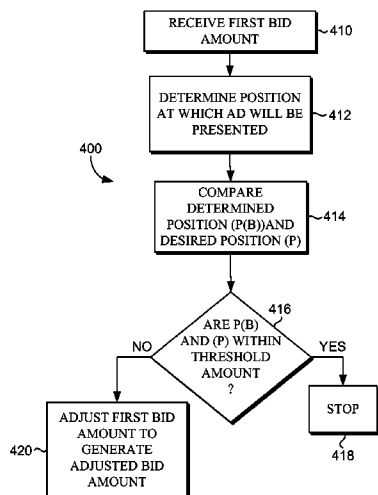 RECEIVE FIRST BID
AMOUNT
410
DETERMINE POSITION
AT WHICH AD WILL BE
PRESENTED
412
400
COMPARE
DETERMINED
POSITION (P(B))AND
DESIRED POSITION (P)
414
416
ARE P(B)
AND (P) WITHIN
THRESHOLD
AMOUNT
?
NO
YES
STOP
418
ADJUST FIRST BID
AMOUNT TO
GENERATE
ADJUSTED BID
AMOUNT
420